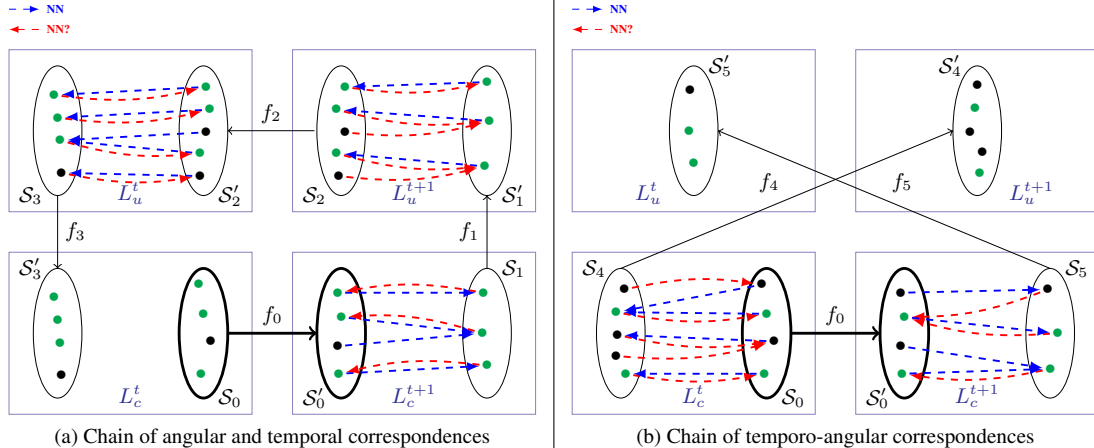 NN
NN?
S₃
S′₂
L_u^t
f₂
S₂
S′₁
L_u^{t+1}
f₃
f₁
S′₃
S₀
L_c^t
f₀
S′₀
S₁
L_c^{t+1}
(a) Chain of angular and temporal correspondences
NN
NN?
S′₅
L_u^t
S′₄
L_u^{t+1}
f₄
f₅
S₄
S₀
L_c^t
f₀
S′₀
S₅
L_c^{t+1}
(b) Chain of temporo-angular correspondences